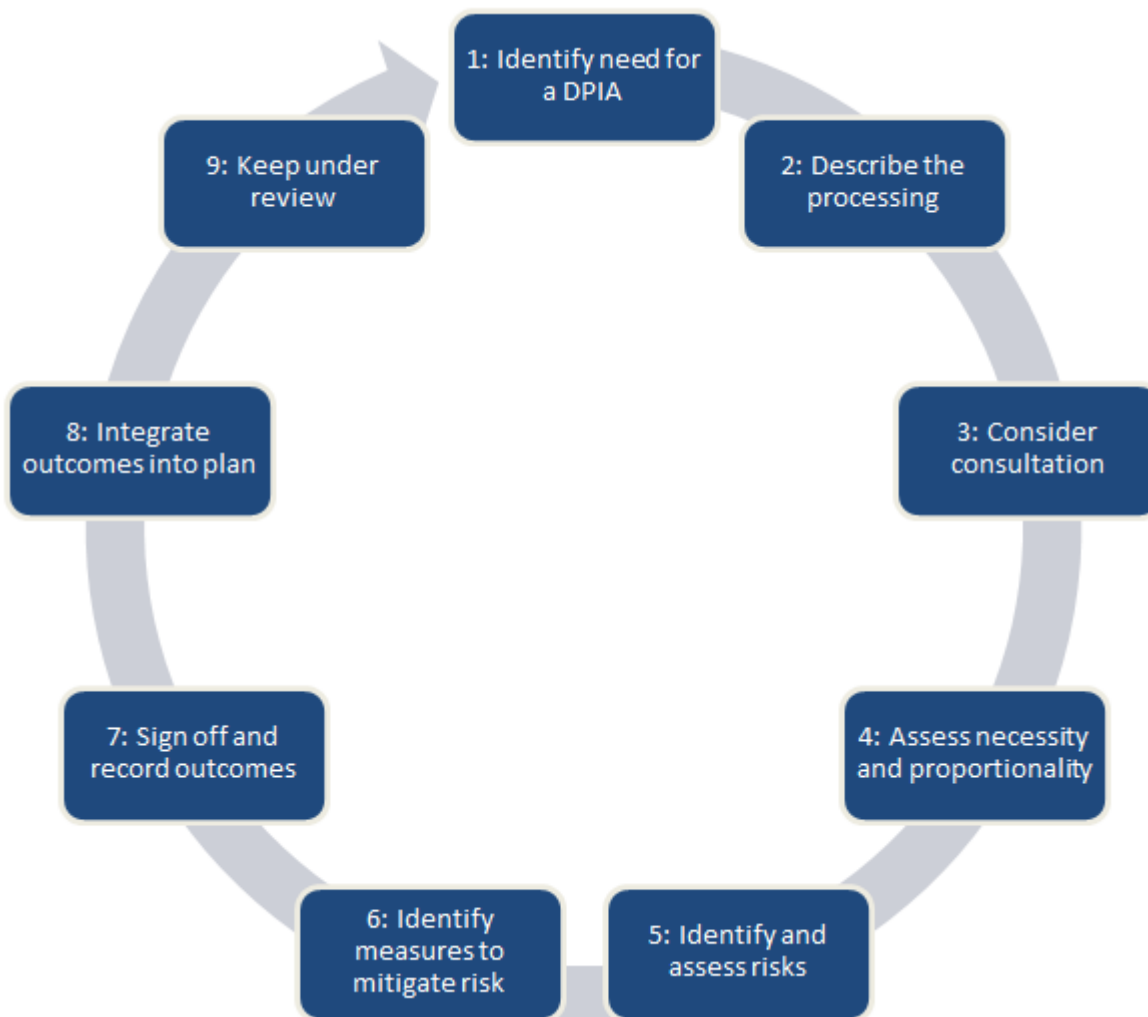 1: Identify need for
a DPIA
2: Describe the
processing
3: Consider
consultation
4: Assess necessity
and proportionality
5: Identify and
assess risks
6: Identify
measures to
mitigate risk
7: Sign off and
record outcomes
8: Integrate
outcomes into plan
9: Keep under
review